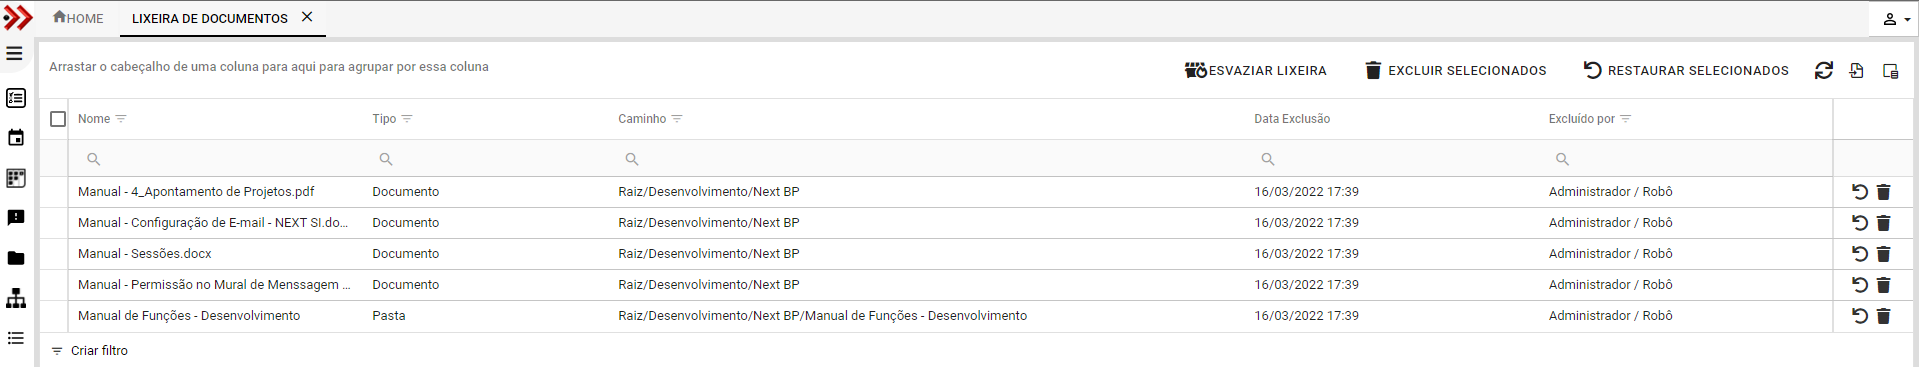 HOME LIXEIRA DE DOCUMENTOS
Arrastar o cabeçalho de uma coluna para aqui para agrupar por essa coluna ESVAZIAR LIXEIRA EXCLUIR SELECIONADOS RESTAURAR SELECIONADOS
Nome Tipo Caminho Data Exclusão Excluído por
Manual - 4_Apontamento de Projetos.pdf Documento Raiz/Desenvolvimento/Next BP 16/03/2022 17:39 Administrador / Robô
Manual - Configuração de E-mail - NEXT SI.do... Documento Raiz/Desenvolvimento/Next BP 16/03/2022 17:39 Administrador / Robô
Manual - Sessões.docx Documento Raiz/Desenvolvimento/Next BP 16/03/2022 17:39 Administrador / Robô
Manual - Permissão no Mural de Menssagem ... Documento Raiz/Desenvolvimento/Next BP 16/03/2022 17:39 Administrador / Robô
Manual de Funções - Desenvolvimento Pasta Raiz/Desenvolvimento/Next BP/Manual de Funções - Desenvolvimento 16/03/2022 17:39 Administrador / Robô
Criar filtro